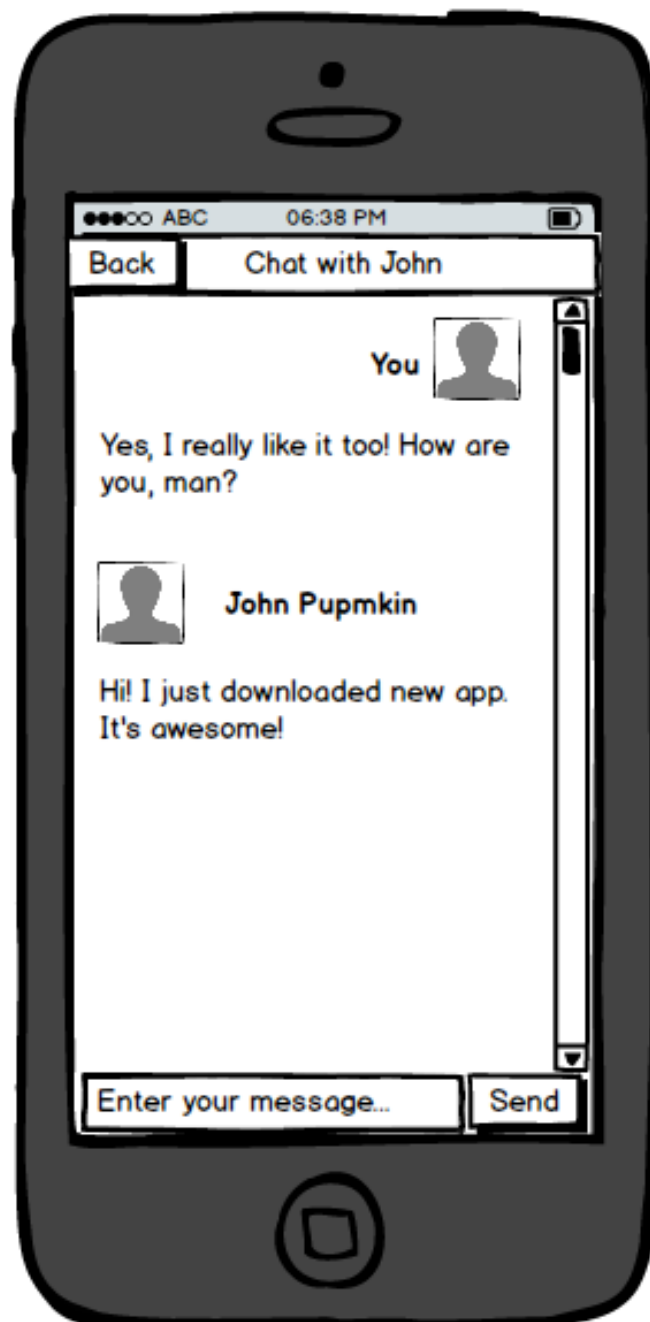 ABC 06:38 PM
Back Chat with John
You
Yes, I really like it too! How are
you, man?
John Pupmkin
Hi! I just downloaded new app.
It's awesome!
Enter your message... Send